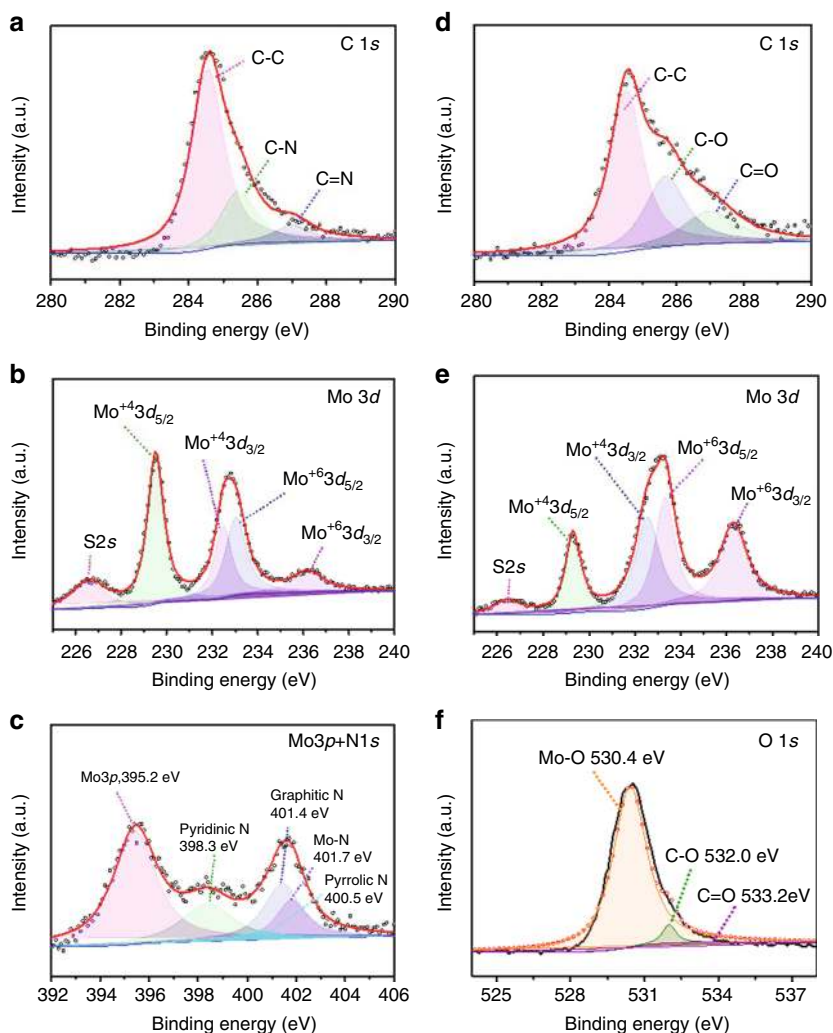 a
C 1s
C-C
C-N
C=N
Intensity (a.u.)
280 282 284 286 288 290
Binding energy (eV)
d
C 1s
C-C
C-O
C=O
Intensity (a.u.)
280 282 284 286 288 290
Binding energy (eV)
b
Mo 3d
Mo+43d5/2
Mo+43d3/2
Mo+63d5/2
Mo+63d3/2
S2s
Intensity (a.u.)
226 228 230 232 234 236 238 240
Binding energy (eV)
e
Mo 3d
Mo+43d3/2
Mo+63d5/2
Mo+43d5/2
Mo+63d3/2
S2s
Intensity (a.u.)
226 228 230 232 234 236 238 240
Binding energy (eV)
c
Mo3p+N1s
Mo3p,395.2 eV
Pyridinic N
398.3 eV
Graphitic N
401.4 eV
Mo-N
401.7 eV
Pyrrolic N
400.5 eV
Intensity (a.u.)
392 394 396 398 400 402 404 406
Binding energy (eV)
f
O 1s
Mo-O 530.4 eV
C-O 532.0 eV
C=O 533.2eV
Intensity (a.u.)
525 528 531 534 537
Binding energy (eV)